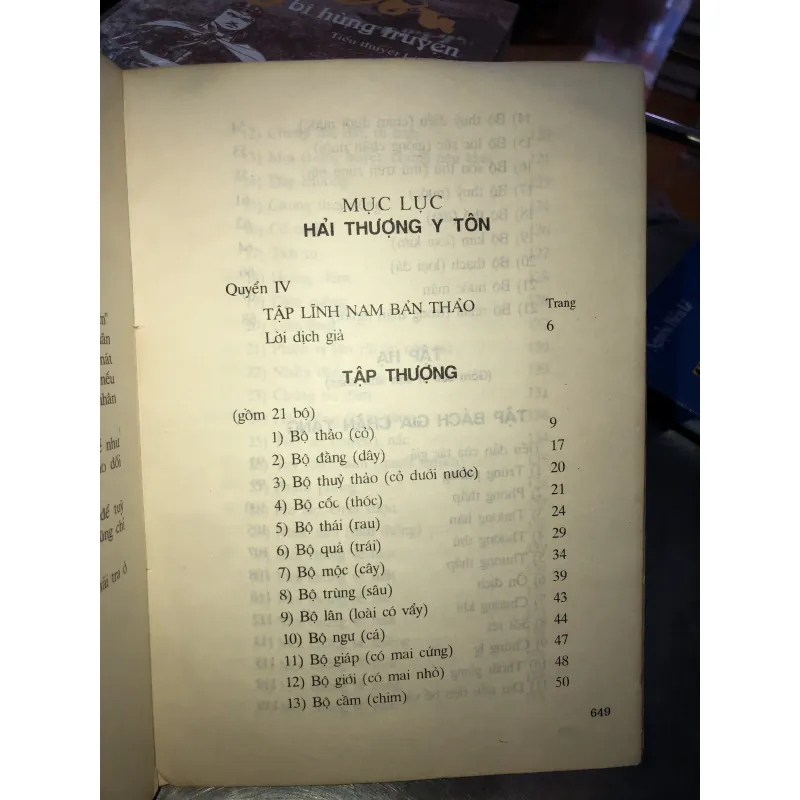 bi hùng truyện
Tiểu thuyết
MỤC LỤC
HẢI THƯỢNG Y TÔN
Quyển IV
TẬP LĨNH NAM BẢN THẢO Trang
Lời dịch giả 6
TẬP THƯỢNG
(gồm 21 bộ)
1) Bộ thảo (cỏ) 9
2) Bộ đằng (dây) 17
3) Bộ thuỷ thảo (cỏ dưới nước) 20
4) Bộ cốc (thóc) 21
5) Bộ thái (rau) 24
6) Bộ quả (trái) 29
7) Bộ mộc (cây) 34
8) Bộ trùng (sâu) 39
9) Bộ lân (loài có vẩy) 43
10) Bộ ngư (cá) 44
11) Bộ giáp (có mai cứng) 47
12) Bộ giới (có mai nhỏ) 48
13) Bộ cầm (chim) 50
649